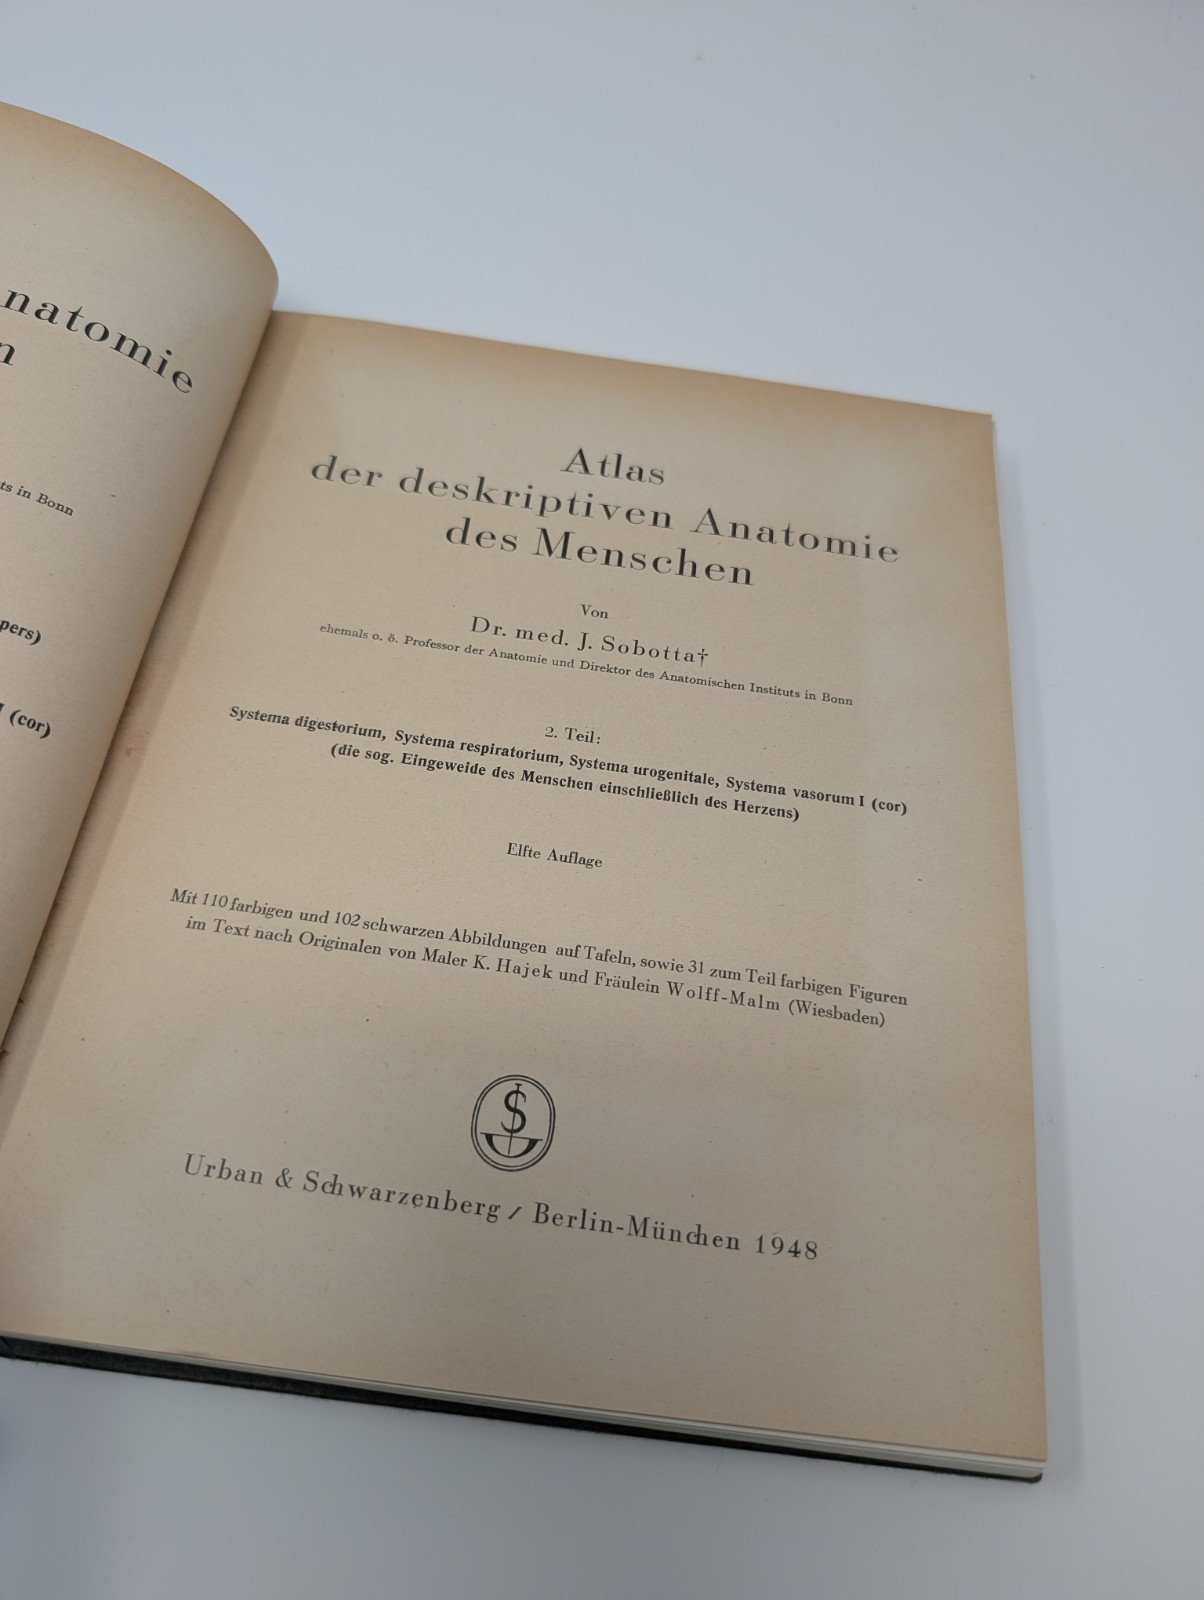 natomie
n
ts in Bonn
pers)
(cor)
Atlas
der deskriptiven Anatomie
des Menschen
Von
Dr. med. J. Sobotta†
ehemals o. ö. Professor der Anatomie und Direktor des Anatomischen Instituts in Bonn
2. Teil:
Systema digestorium, Systema respiratorium, Systema urogenitale, Systema vasorum I (cor)
(die sog. Eingeweide des Menschen einschließlich des Herzens)
Elfte Auflage
Mit 110 farbigen und 102 schwarzen Abbildungen auf Tafeln, sowie 31 zum Teil farbigen Figuren
im Text nach Originalen von Maler K. Hajek und Fräulein Wolff-Malm (Wiesbaden)
Urban & Schwarzenberg / Berlin-München 1948